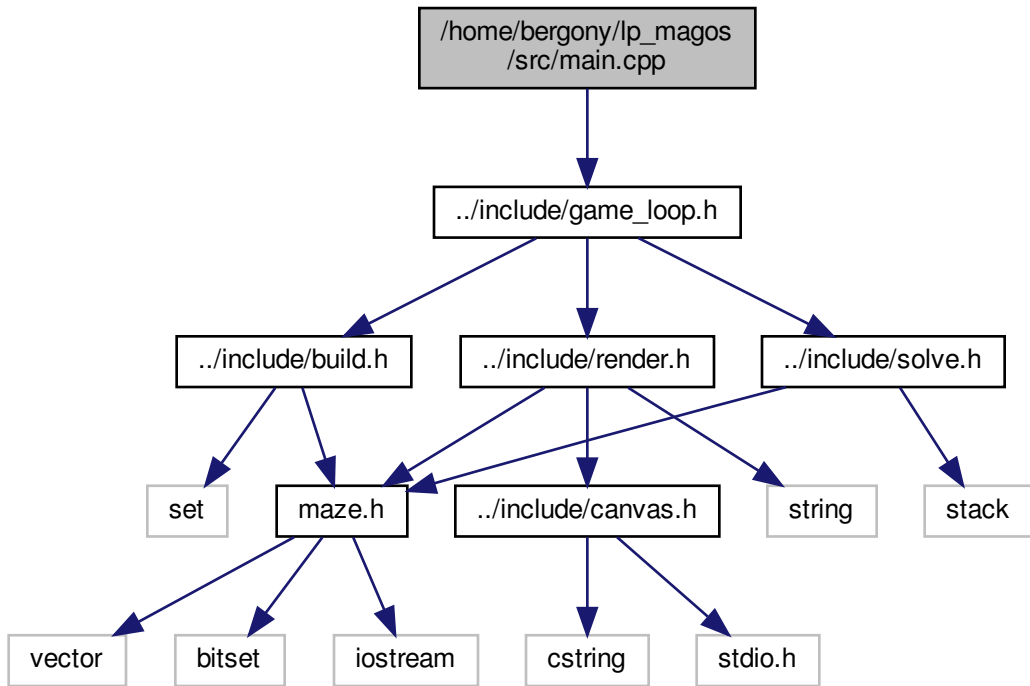 /home/bergony/lp_magos
/src/main.cpp
../include/game_loop.h
../include/build.h
../include/render.h
../include/solve.h
set
maze.h
../include/canvas.h
string
stack
vector
bitset
iostream
cstring
stdio.h